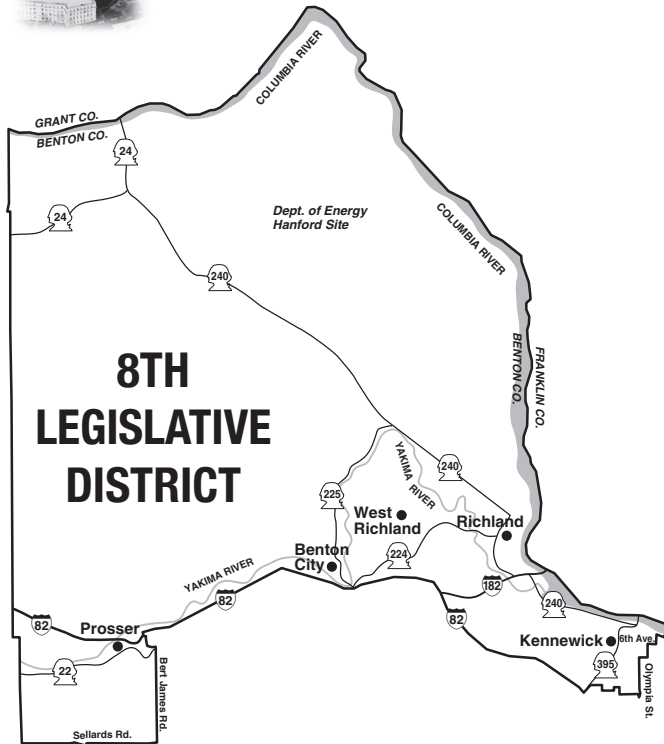 COLUMBIA RIVER
GRANT CO.
BENTON CO.
24
24
Dept. of Energy
Hanford Site
COLUMBIA RIVER
240
FRANKLIN CO.
BENTON CO.
8TH
LEGISLATIVE
DISTRICT
YAKIMA RIVER
240
225
West
Richland
Richland
Benton
City
224
YAKIMA RIVER
182
82
240
82
82
Prosser
Kennewick
6th Ave.
395
22
Bert James Rd.
Olympia St.
Sellards Rd.